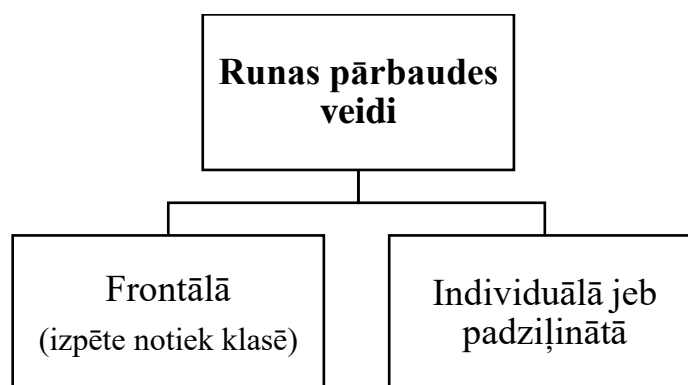 Runas pārbaudes
veidi
Frontālā
(izpēte notiek klasē)
Individuālā jeb
padziļinātā